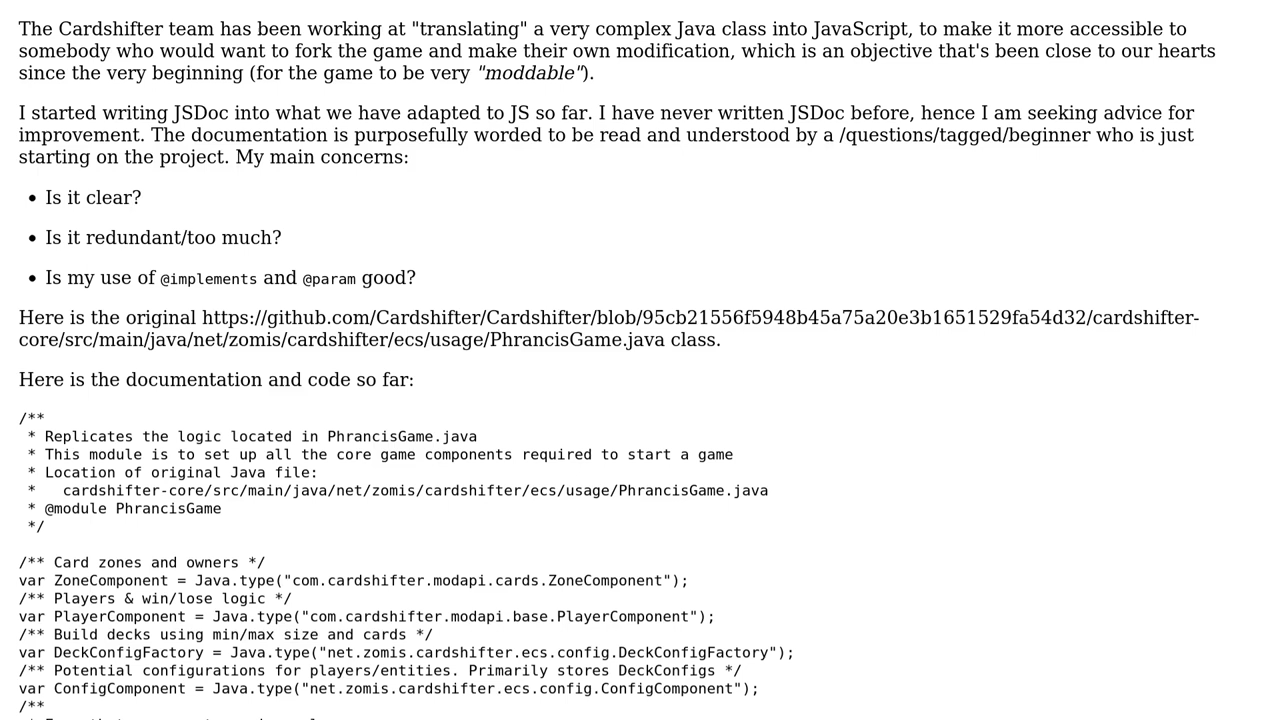 The Cardshifter team has been working at "translating" a very complex Java class into JavaScript, to make it more accessible to
somebody who would want to fork the game and make their own modification, which is an objective that's been close to our hearts
since the very beginning (for the game to be very "moddable").
I started writing JSDoc into what we have adapted to JS so far. I have never written JSDoc before, hence I am seeking advice for
improvement. The documentation is purposefully worded to be read and understood by a /questions/tagged/beginner who is just
starting on the project. My main concerns:
• Is it clear?
• Is it redundant/too much?
• Is my use of @implements and @param good?
Here is the original https://github.com/Cardshifter/Cardshifter/blob/95cb21556f5948b45a75a20e3b1651529fa54d32/cardshifter-
core/src/main/java/net/zomis/cardshifter/ecs/usage/PhrancisGame.java class.
Here is the documentation and code so far:
/**
 * Replicates the logic located in PhrancisGame.java
 * This module is to set up all the core game components required to start a game
 * Location of original Java file:
 *   cardshifter-core/src/main/java/net/zomis/cardshifter/ecs/usage/PhrancisGame.java
 * @module PhrancisGame
 */
/** Card zones and owners */
var ZoneComponent = Java.type("com.cardshifter.modapi.cards.ZoneComponent");
/** Players & win/lose logic */
var PlayerComponent = Java.type("com.cardshifter.modapi.base.PlayerComponent");
/** Build decks using min/max size and cards */
var DeckConfigFactory = Java.type("net.zomis.cardshifter.ecs.config.DeckConfigFactory");
/** Potential configurations for players/entities. Primarily stores DeckConfigs */
var ConfigComponent = Java.type("net.zomis.cardshifter.ecs.config.ConfigComponent");
/**